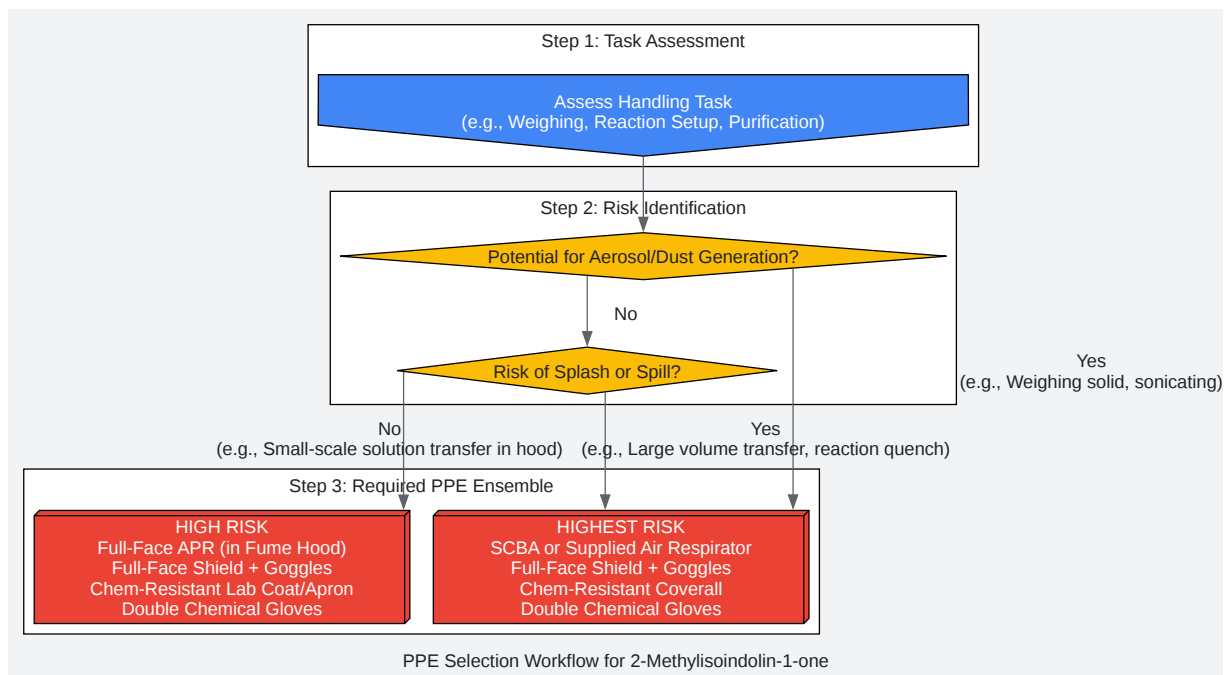 Step 1: Task Assessment
Assess Handling Task
(e.g., Weighing, Reaction Setup, Purification)
Step 2: Risk Identification
Potential for Aerosol/Dust Generation?
No
Risk of Splash or Spill?
Yes
(e.g., Weighing solid, sonicating)
No
(e.g., Small-scale solution transfer in hood)
Yes
(e.g., Large volume transfer, reaction quench)
Step 3: Required PPE Ensemble
HIGH RISK
Full-Face APR (in Fume Hood)
Full-Face Shield + Goggles
Chem-Resistant Lab Coat/Apron
Double Chemical Gloves
HIGHEST RISK
SCBA or Supplied Air Respirator
Full-Face Shield + Goggles
Chem-Resistant Coverall
Double Chemical Gloves
PPE Selection Workflow for 2-Methylisoindolin-1-one